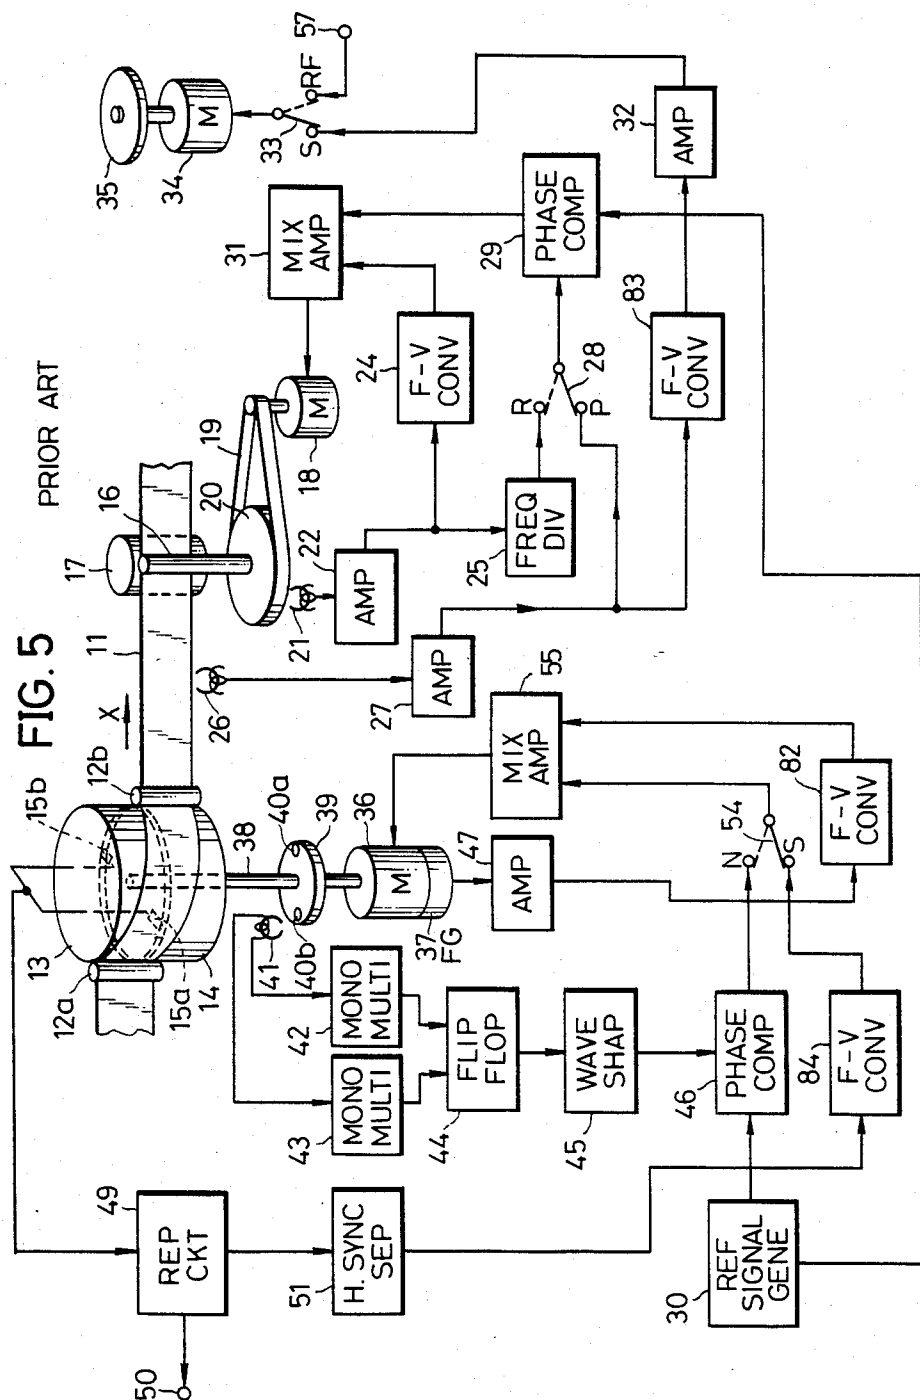 FIG. 5
PRIOR ART
50
49
REP
CKT
51
H. SYNC
SEP
30
REF
SIGNAL
GENE
12a
13
14
15a
15b
12b
X
11
17
16
38
40a
39
40b
41
36
M
37
FG
43
MONO
MULTI
42
MONO
MULTI
44
FLIP
FLOP
45
WAVE
SHAP
46
PHASE
COMP
84
F-V
CONV
47
AMP
55
MIX
AMP
N
54
S
82
F-V
CONV
26
27
AMP
21
22
AMP
20
19
18
M
25
FREQ
DIV
24
F-V
CONV
R
28
P
31
MIX
AMP
29
PHASE
COMP
83
F-V
CONV
32
AMP
35
34
M
33
S
RF
57